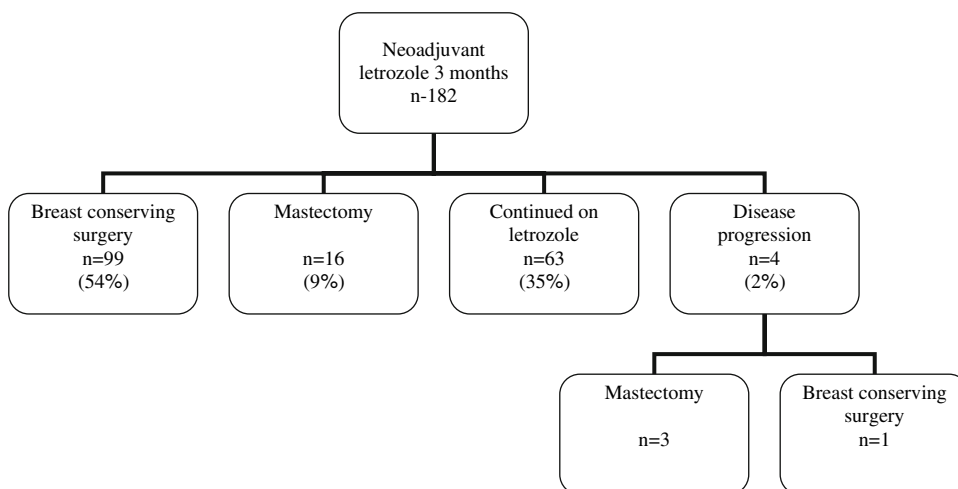 Neoadjuvant
letrozole 3 months
n-182
Breast conserving
surgery
n=99
(54%)
Mastectomy
n=16
(9%)
Continued on
letrozole
n=63
(35%)
Disease
progression
n=4
(2%)
Mastectomy
n=3
Breast conserving
surgery
n=1